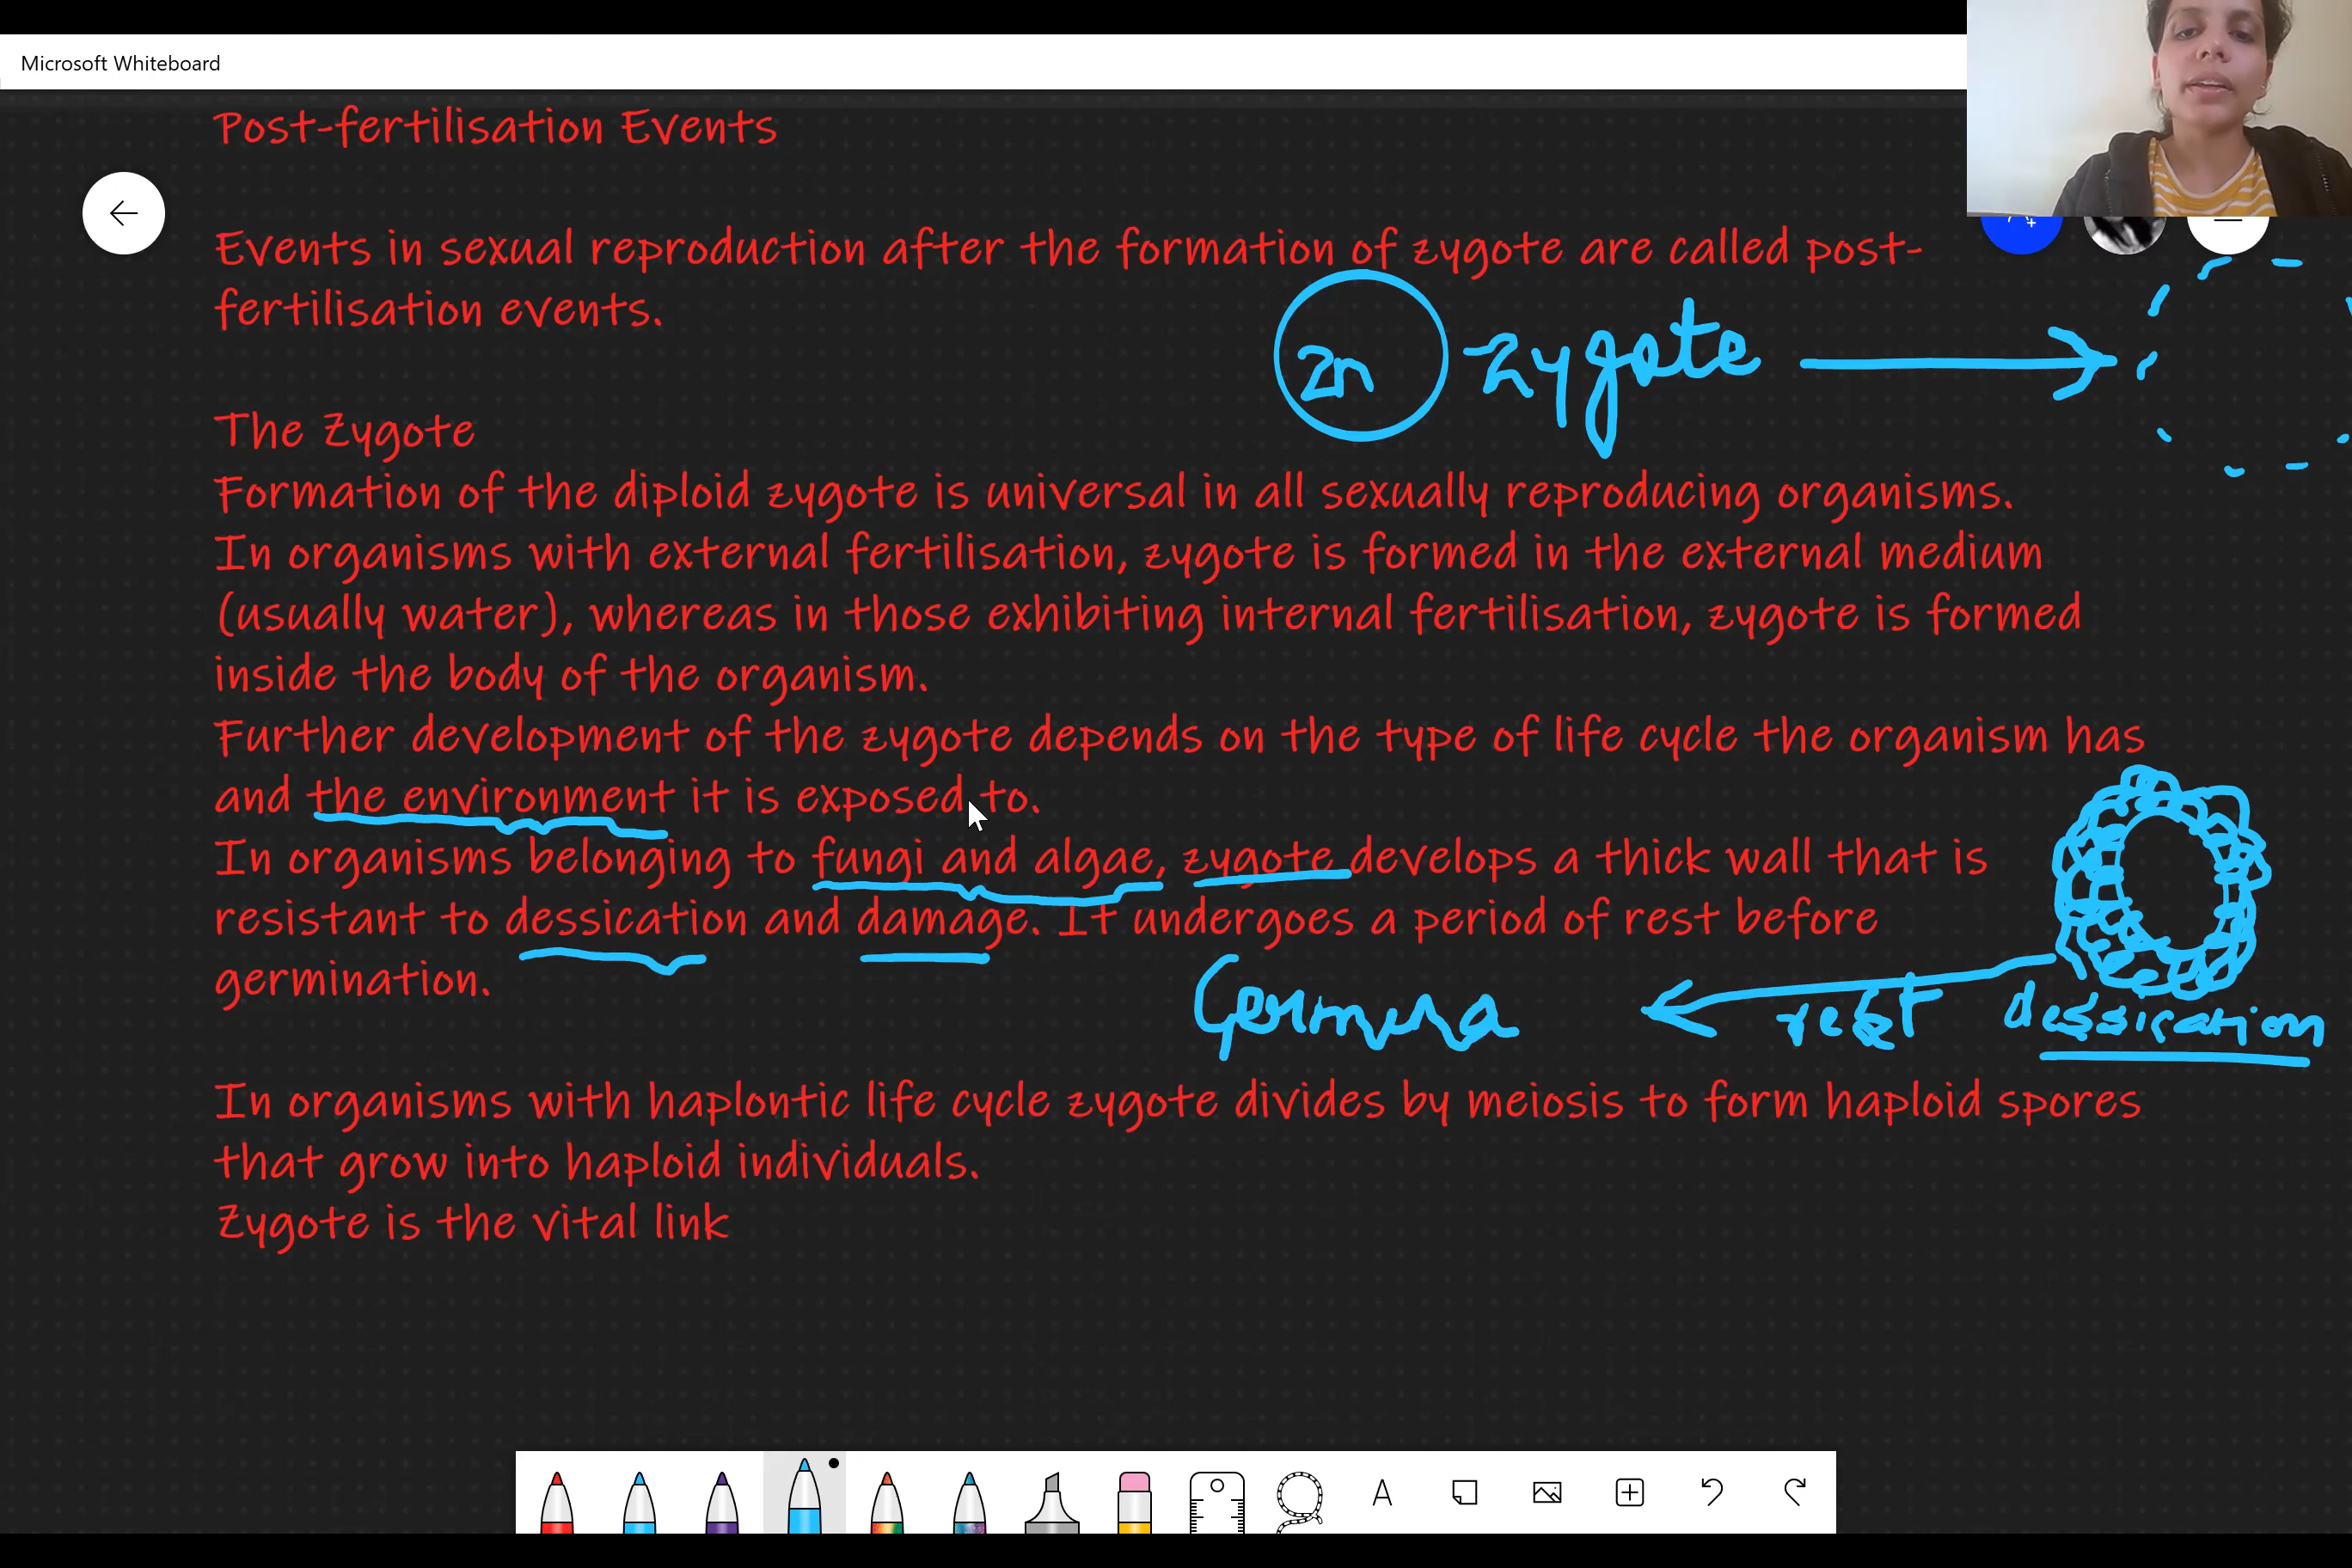 Microsoft Whiteboard
Post-fertilisation Events
Events in sexual reproduction after the formation of zygote are called post-
fertilisation events.
2n zygote
The Zygote
Formation of the diploid zygote is universal in all sexually reproducing organisms.
In organisms with external fertilisation, zygote is formed in the external medium
(usually water), whereas in those exhibiting internal fertilisation, zygote is formed
inside the body of the organism.
Further development of the zygote depends on the type of life cycle the organism has
and the environment it is exposed to.
In organisms belonging to fungi and algae, zygote develops a thick wall that is
resistant to dessication and damage. It undergoes a period of rest before
germination.
Germina rest dessication
In organisms with haplontic life cycle zygote divides by meiosis to form haploid spores
that grow into haploid individuals.
Zygote is the vital link